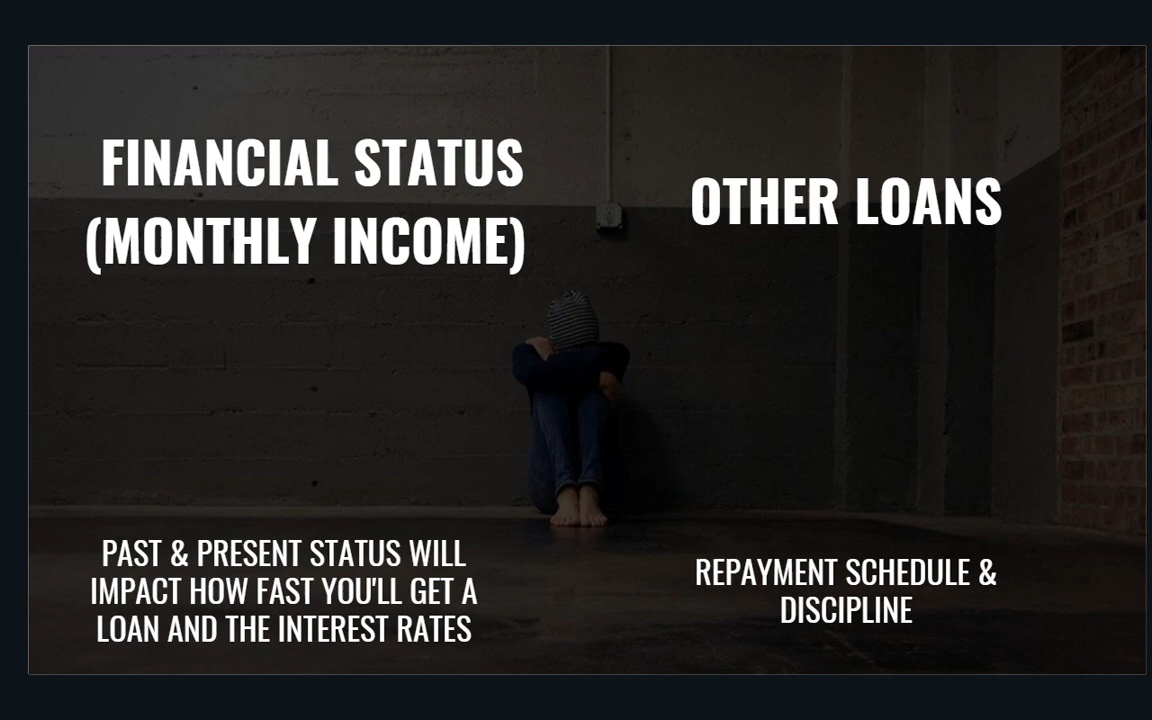 FINANCIAL STATUS
(MONTHLY INCOME)
OTHER LOANS
PAST & PRESENT STATUS WILL
IMPACT HOW FAST YOU'LL GET A
LOAN AND THE INTEREST RATES
REPAYMENT SCHEDULE &
DISCIPLINE